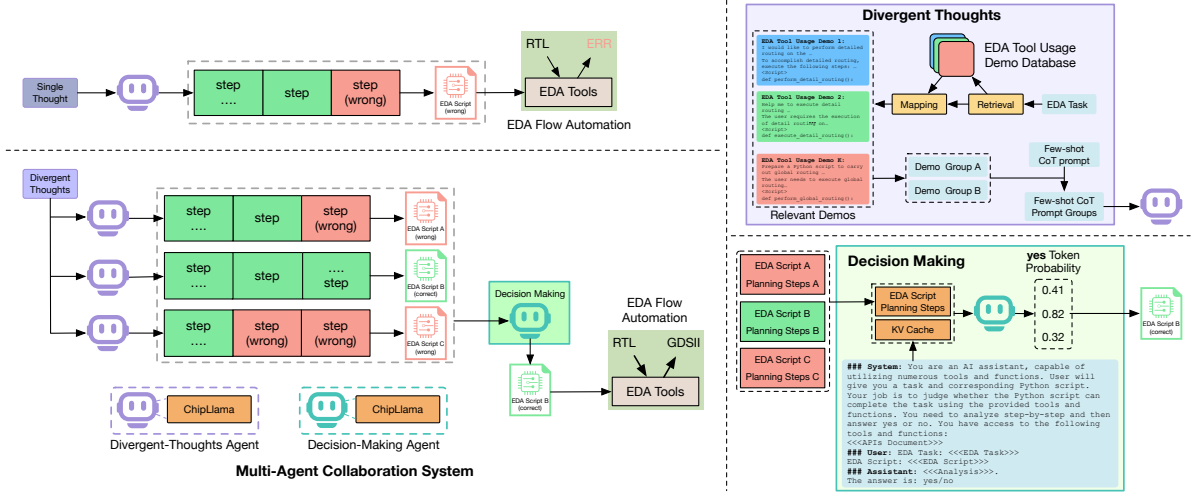 Single
Thought
step
....
step
step
(wrong)
EDA Script
(wrong)
RTL
ERR
EDA Tools
EDA Flow Automation
Divergent
Thoughts
step
....
step
step
(wrong)
EDA Script A
(wrong)
step
....
step
....
step
EDA Script B
(correct)
step
....
step
(wrong)
step
(wrong)
EDA Script C
(wrong)
Decision Making
EDA Script B
(correct)
EDA Flow
Automation
RTL
GDSII
EDA Tools
ChipLlama
Divergent-Thoughts Agent
ChipLlama
Decision-Making Agent
Multi-Agent Collaboration System
Divergent Thoughts
EDA Tool Usage Demo 1:
I would like to perform detailed
routing on the …
To accomplish detailed routing,
execute the following steps: …
<script>
def perform_detail_routing():
EDA Tool Usage Demo 2:
Help me to execute detail
routing …
The user requires the execution
of detail routing on…
<script>
def execute_detail_routing():
EDA Tool Usage Demo K:
Prepare a Python script to carry
out global routing …
The user needs to execute global
routing…
<script>
def perform_global_routing():
Relevant Demos
EDA Tool Usage
Demo Database
Mapping
Retrieval
EDA Task
Demo Group A
Demo Group B
Few-shot
CoT prompt
Few-shot CoT
Prompt Groups
Decision Making
EDA Script A
Planning Steps A
EDA Script B
Planning Steps B
EDA Script C
Planning Steps C
EDA Script
Planning Steps
KV Cache
yes Token
Probability
0.41
0.82
0.32
EDA Script B
(correct)
### System: You are an AI assistant, capable of
utilizing numerous tools and functions. User will
give you a task and corresponding Python script.
Your job is to judge whether the Python script can
complete the task using the provided tools and
functions. You need to analyze step-by-step and then
answer yes or no. You have access to the following
tools and functions:
<<<APIs Document>>>
### User: EDA Task: <<<EDA Task>>>
EDA Script: <<<EDA Script>>>
### Assistant: <<<Analysis>>>.
The answer is: yes/no